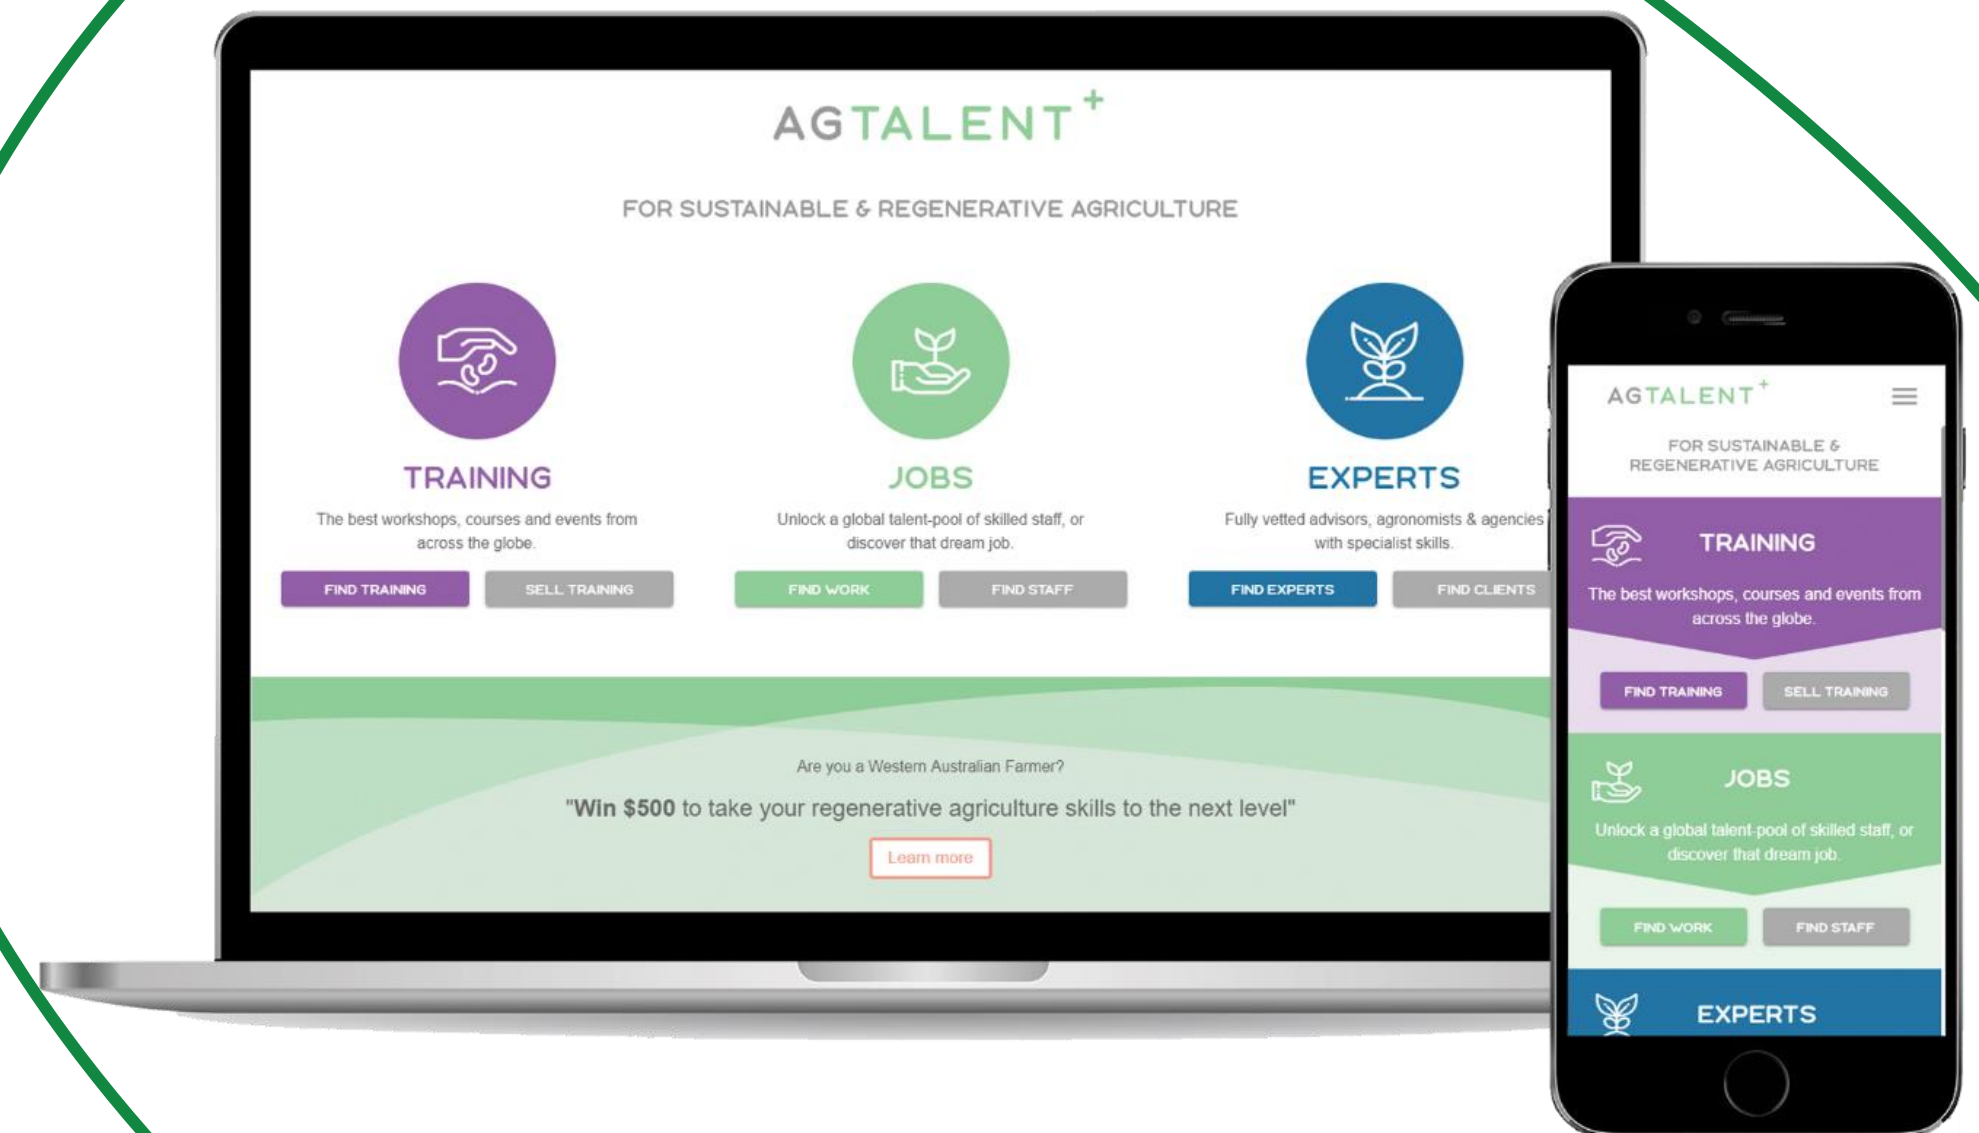 AGTALENT+
FOR SUSTAINABLE & REGENERATIVE AGRICULTURE
TRAINING
The best workshops, courses and events from
across the globe.
FIND TRAINING
SELL TRAINING
JOBS
Unlock a global talent-pool of skilled staff, or
discover that dream job.
FIND WORK
FIND STAFF
EXPERTS
Fully vetted advisors, agronomists & agencies
with specialist skills.
FIND EXPERTS
FIND CLIENTS
Are you a Western Australian Farmer?
"Win $500 to take your regenerative agriculture skills to the next level"
Learn more
AGTALENT+
FOR SUSTAINABLE &
REGENERATIVE AGRICULTURE
TRAINING
The best workshops, courses and events from
across the globe.
FIND TRAINING
SELL TRAINING
JOBS
Unlock a global talent-pool of skilled staff, or
discover that dream job.
FIND WORK
FIND STAFF
EXPERTS